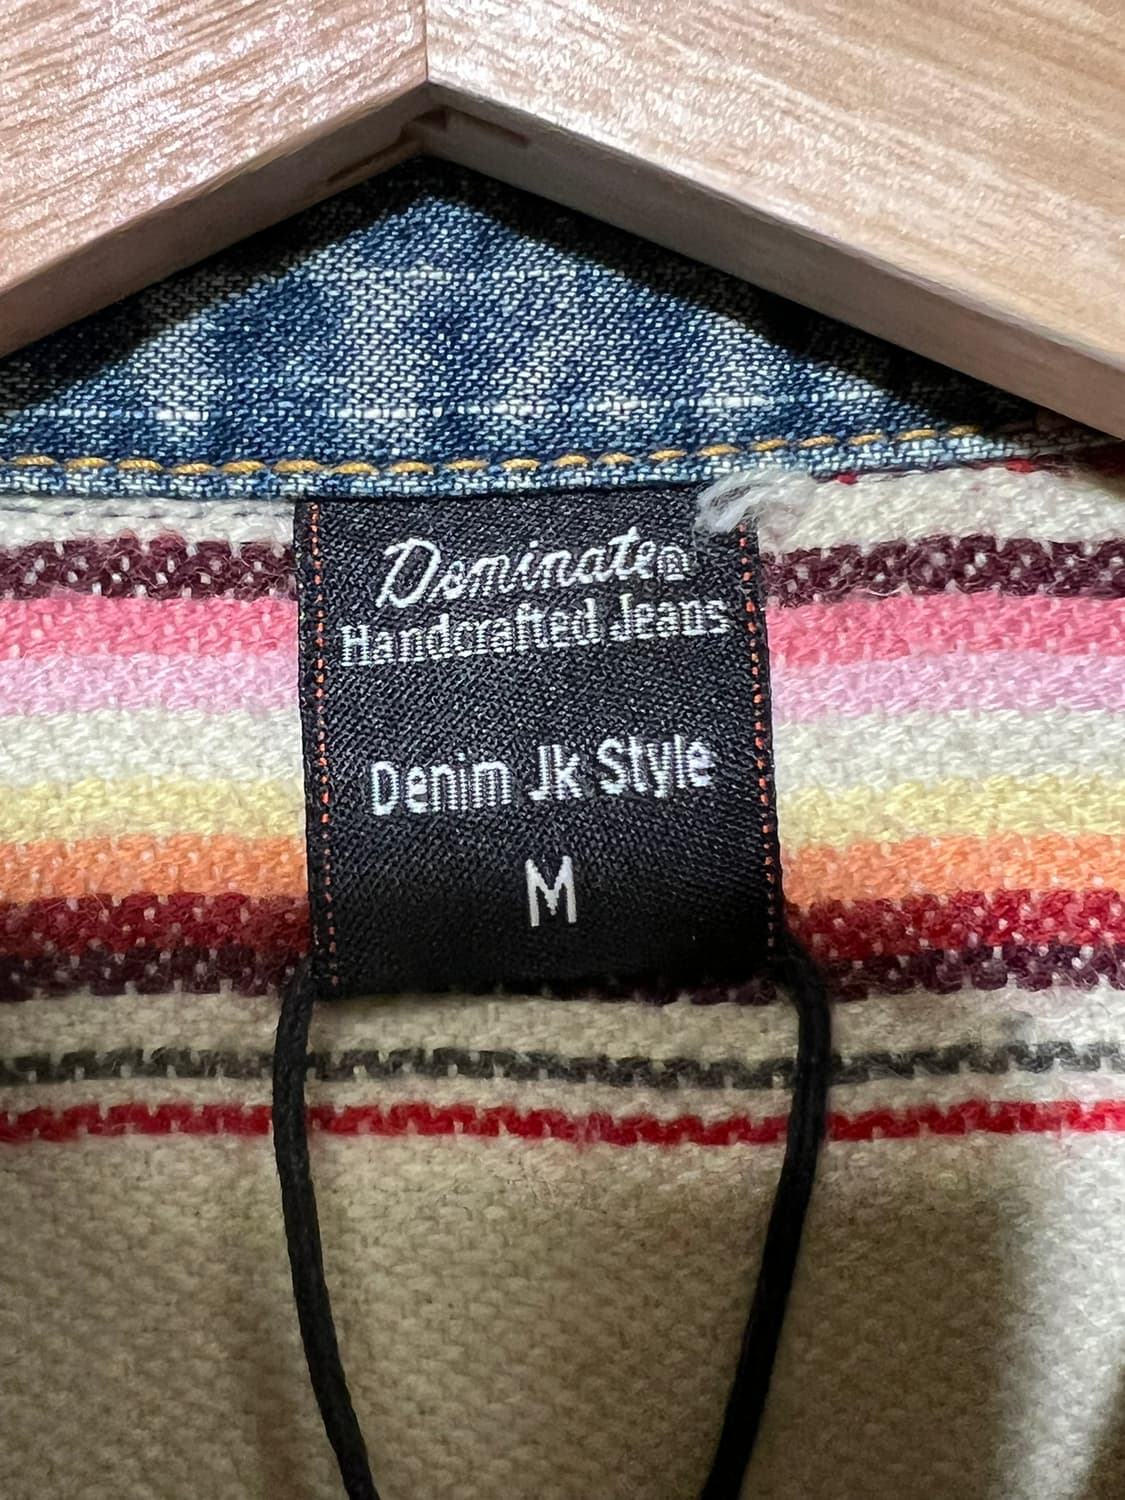 Dominate®
Handcrafted Jeans
Denim Jk Style
M